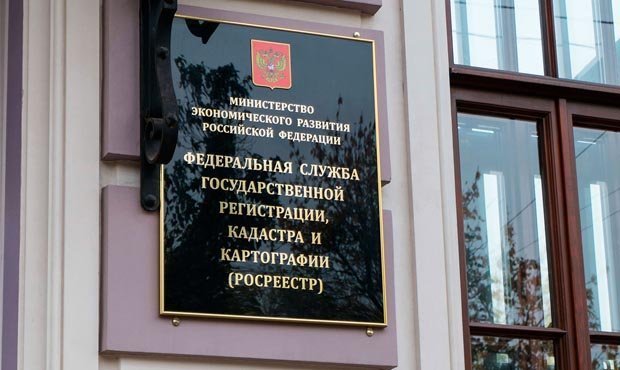 МИНИСТЕРСТВО
ЭКОНОМИЧЕСКОГО РАЗВИТИЯ
РОССИЙСКОЙ ФЕДЕРАЦИИ
ФЕДЕРАЛЬНАЯ СЛУЖБА
ГОСУДАРСТВЕННОЙ
РЕГИСТРАЦИИ,
КАДАСТРА И
КАРТОГРАФИИ
(РОСРЕЕСТР)